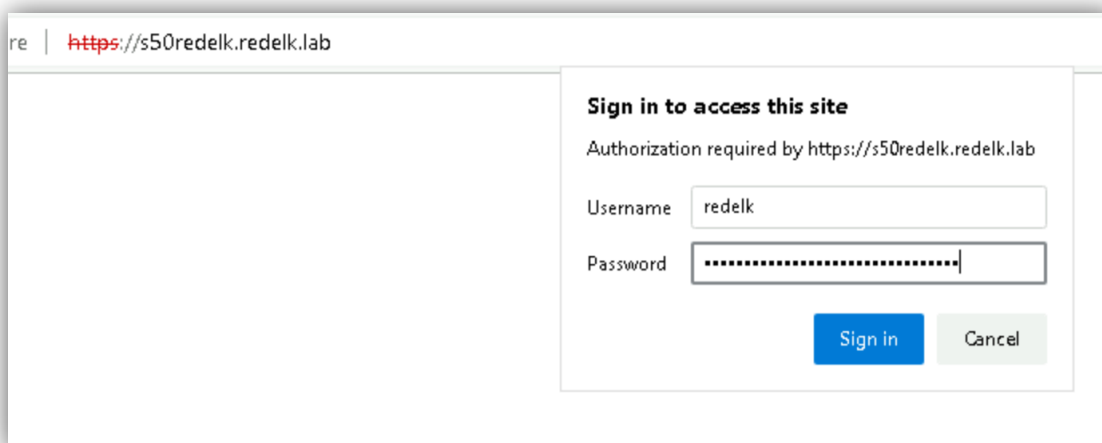 re | https://s50redelk.redelk.lab
Sign in to access this site
Authorization required by https://s50redelk.redelk.lab
Username redelk
Password ••••••••••••••••••••••••••••••••
Sign in Cancel